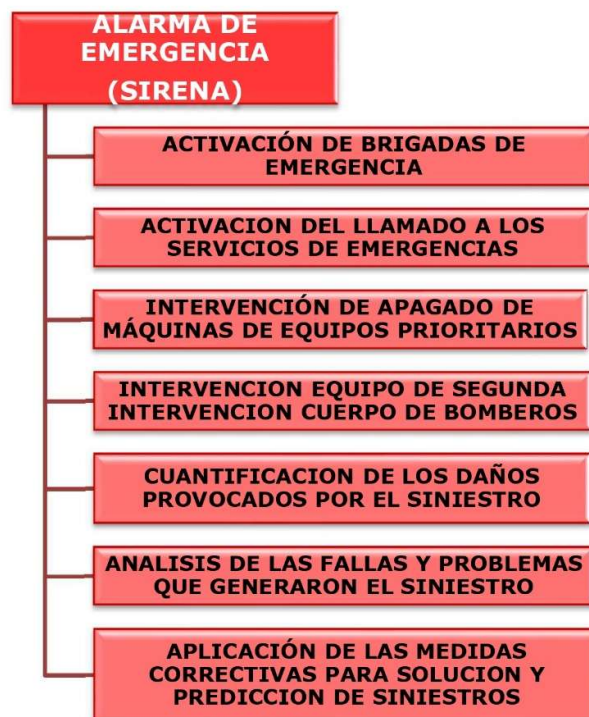 ALARMA DE
EMERGENCIA
(SIRENA)
ACTIVACIÓN DE BRIGADAS DE
EMERGENCIA
ACTIVACION DEL LLAMADO A LOS
SERVICIOS DE EMERGENCIAS
INTERVENCIÓN DE APAGADO DE
MÁQUINAS DE EQUIPOS PRIORITARIOS
INTERVENCION EQUIPO DE SEGUNDA
INTERVENCION CUERPO DE BOMBEROS
CUANTIFICACION DE LOS DAÑOS
PROVOCADOS POR EL SINIESTRO
ANALISIS DE LAS FALLAS Y PROBLEMAS
QUE GENERARON EL SINIESTRO
APLICACIÓN DE LAS MEDIDAS
CORRECTIVAS PARA SOLUCION Y
PREDICCION DE SINIESTROS